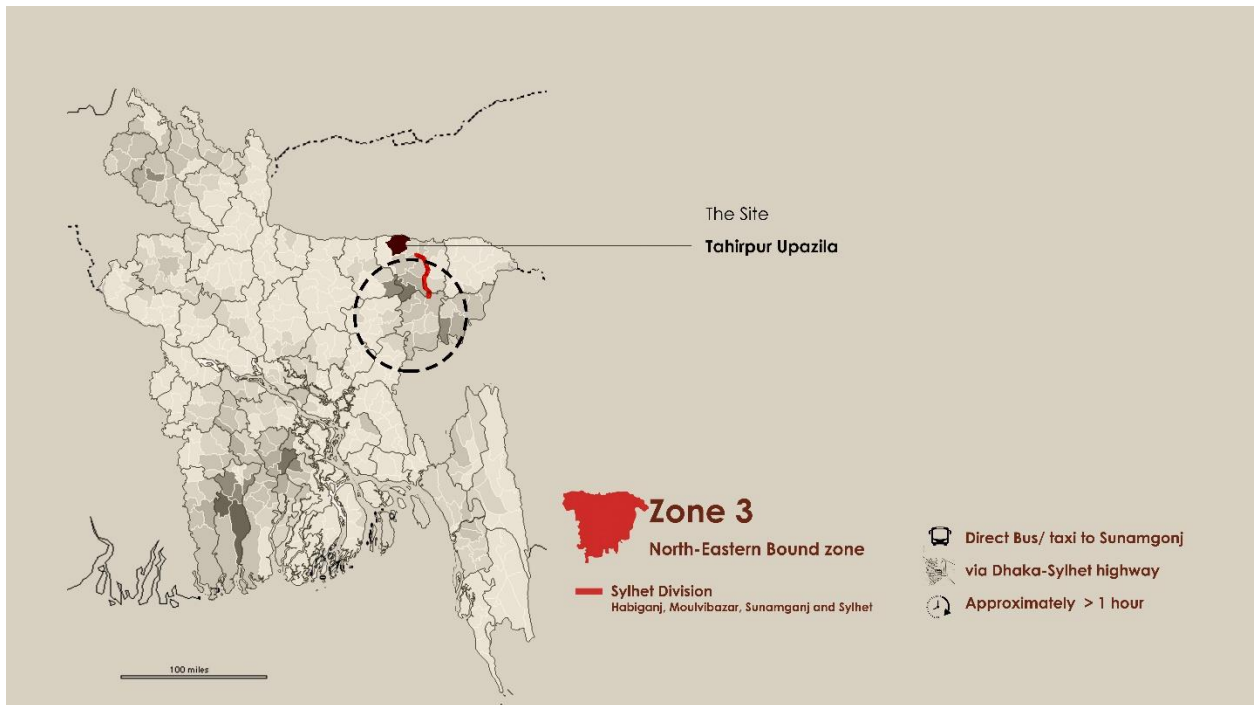 The Site
Tahirpur Upazila
Zone 3
North-Eastern Bound zone
Sylhet Division
Habiganj, Moulvibazar, Sunamganj and Sylhet
Direct Bus/ taxi to Sunamgonj
via Dhaka-Sylhet highway
Approximately > 1 hour
100 miles